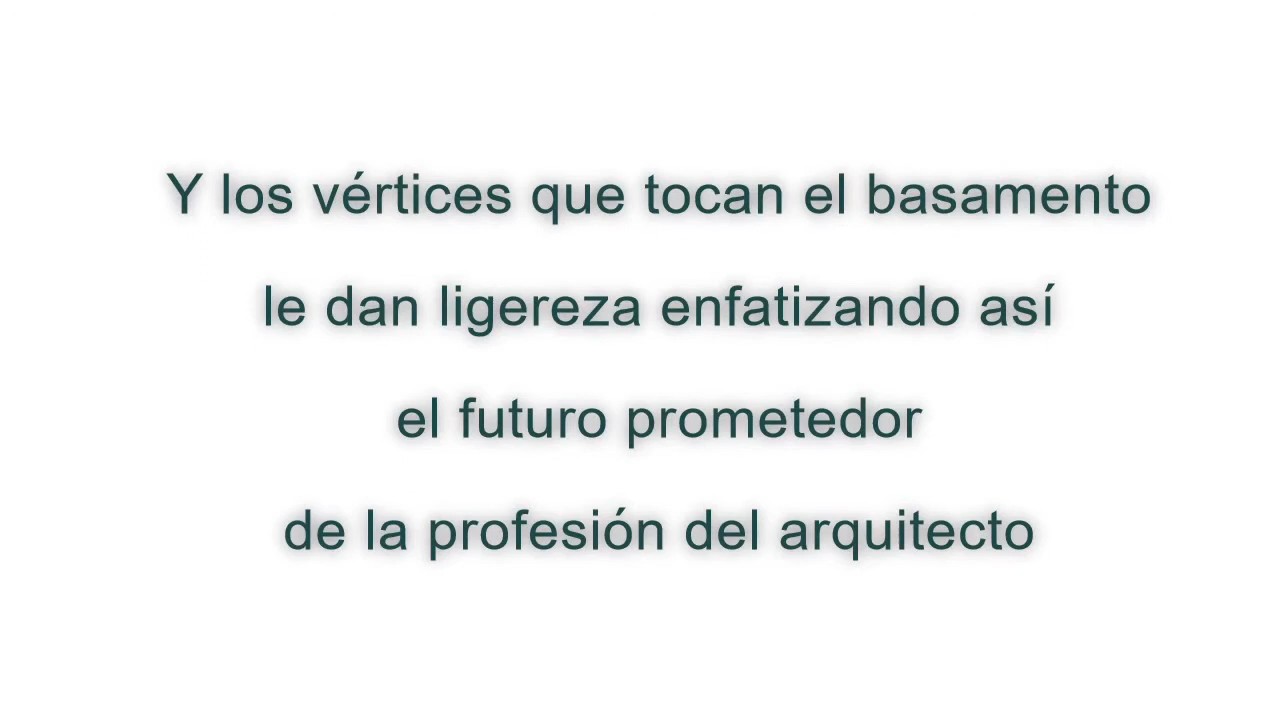 Y los vértices que tocan el basamento
le dan ligereza enfatizando así
el futuro prometedor
de la profesión del arquitecto